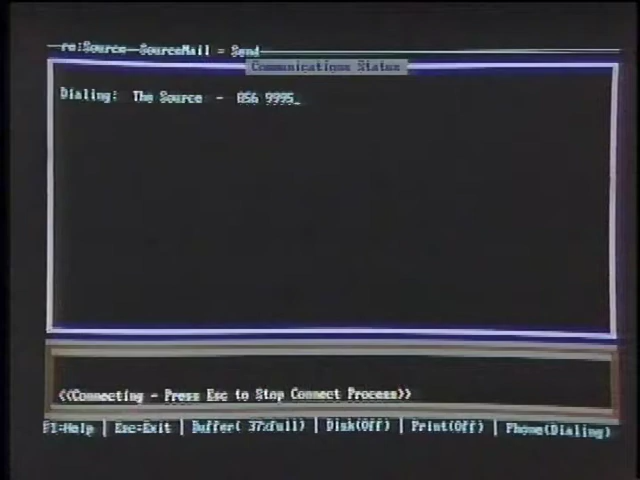 re:Source—SourceMail - Send
Communications Status
Dialing: The Source - 856 9995_
<<Connecting - Press Esc to Stop Connect Process>>
F1=Help | Esc=Exit | Buffer( 37%full) | Disk(Off) | Print(Off) | Phone(Dialing)